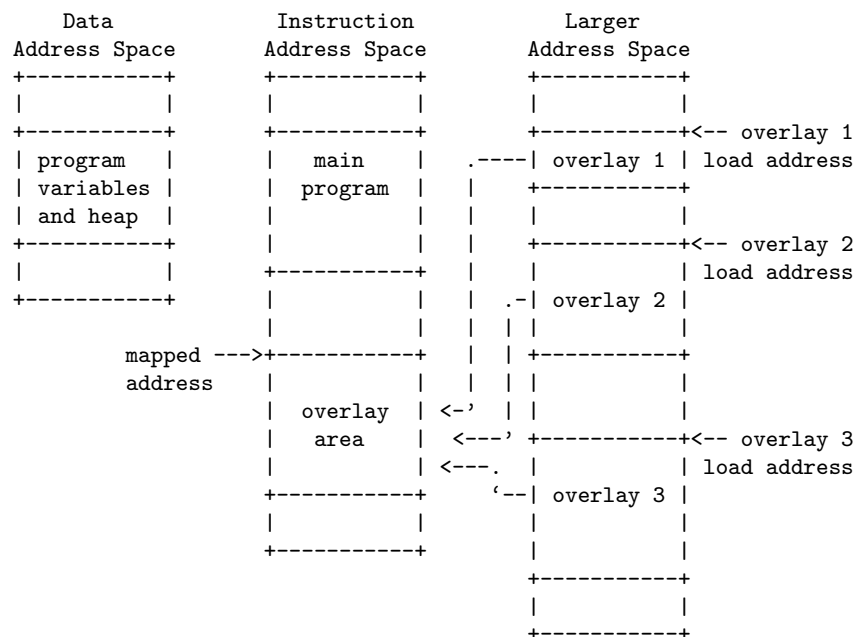 Data             Instruction            Larger
Address Space       Address Space        Address Space
+-----------+       +-----------+        +-----------+
|           |       |           |        |           |
+-----------+       +-----------+        +-----------+<-- overlay 1
| program   |       |   main    |   .----| overlay 1 | load address
| variables |       |  program  |   |    +-----------+
| and heap  |       |           |   |    |           |
+-----------+       |           |   |    +-----------+<-- overlay 2
|           |       +-----------+   |    |           | load address
+-----------+       |           |   |  .-| overlay 2 |
                    |           |   |  | |           |
         mapped --->+-----------+   |  | +-----------+
         address    |           |   |  | |           |
                    |  overlay  | <-'  | |           |
                    |   area    |  <---' +-----------+<-- overlay 3
                    |           | <---.  |           | load address
                    +-----------+     ‘--| overlay 3 |
                    |           |        |           |
                    +-----------+        |           |
                                         +-----------+
                                         |           |
                                         +-----------+